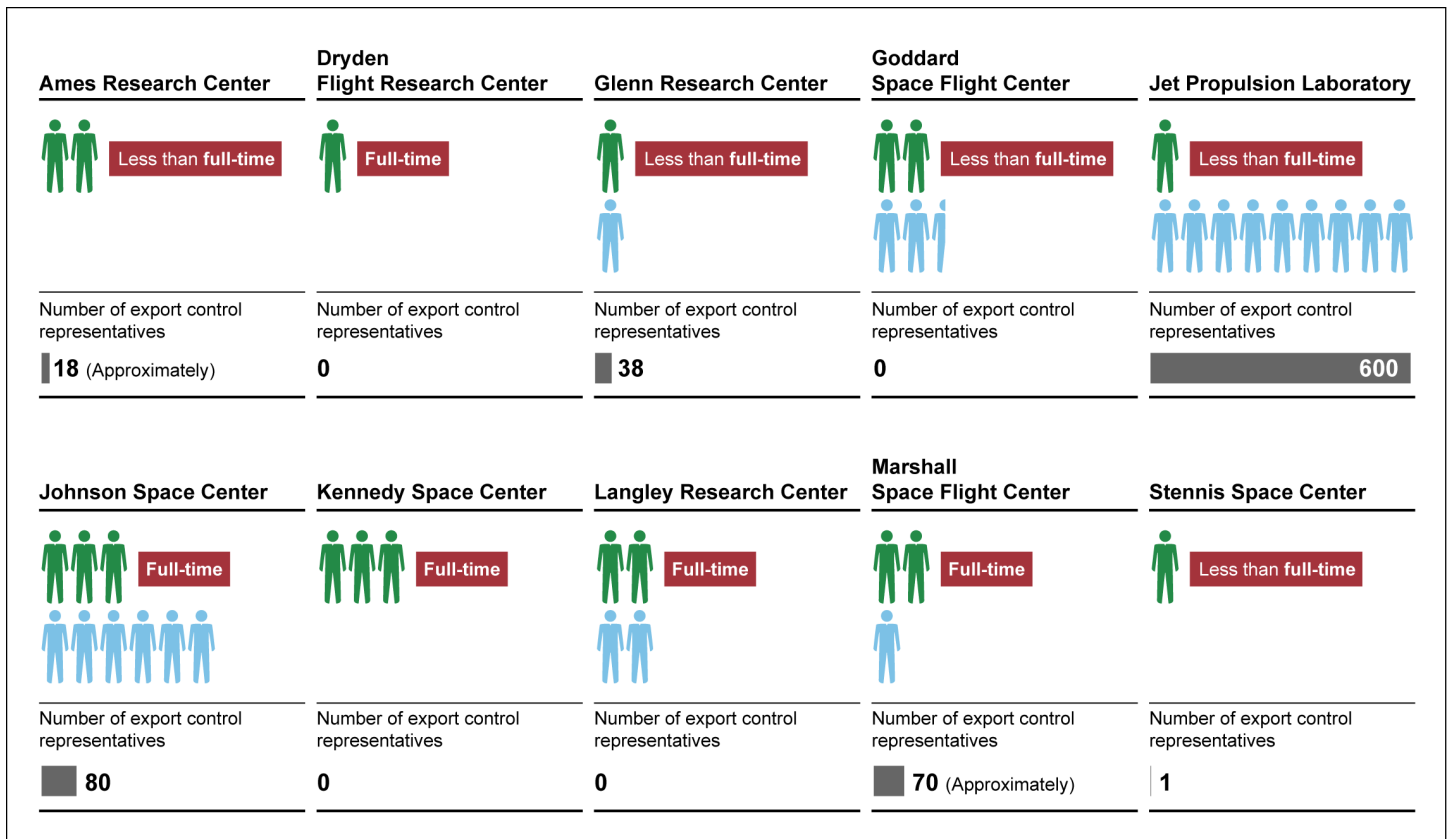 Ames Research Center
Less than full-time
Number of export control
representatives
18 (Approximately)
Dryden
Flight Research Center
Full-time
Number of export control
representatives
0
Glenn Research Center
Less than full-time
Number of export control
representatives
38
Goddard
Space Flight Center
Less than full-time
Number of export control
representatives
0
Jet Propulsion Laboratory
Less than full-time
Number of export control
representatives
600
Johnson Space Center
Full-time
Number of export control
representatives
80
Kennedy Space Center
Full-time
Number of export control
representatives
0
Langley Research Center
Full-time
Number of export control
representatives
0
Marshall
Space Flight Center
Full-time
Number of export control
representatives
70 (Approximately)
Stennis Space Center
Less than full-time
Number of export control
representatives
1